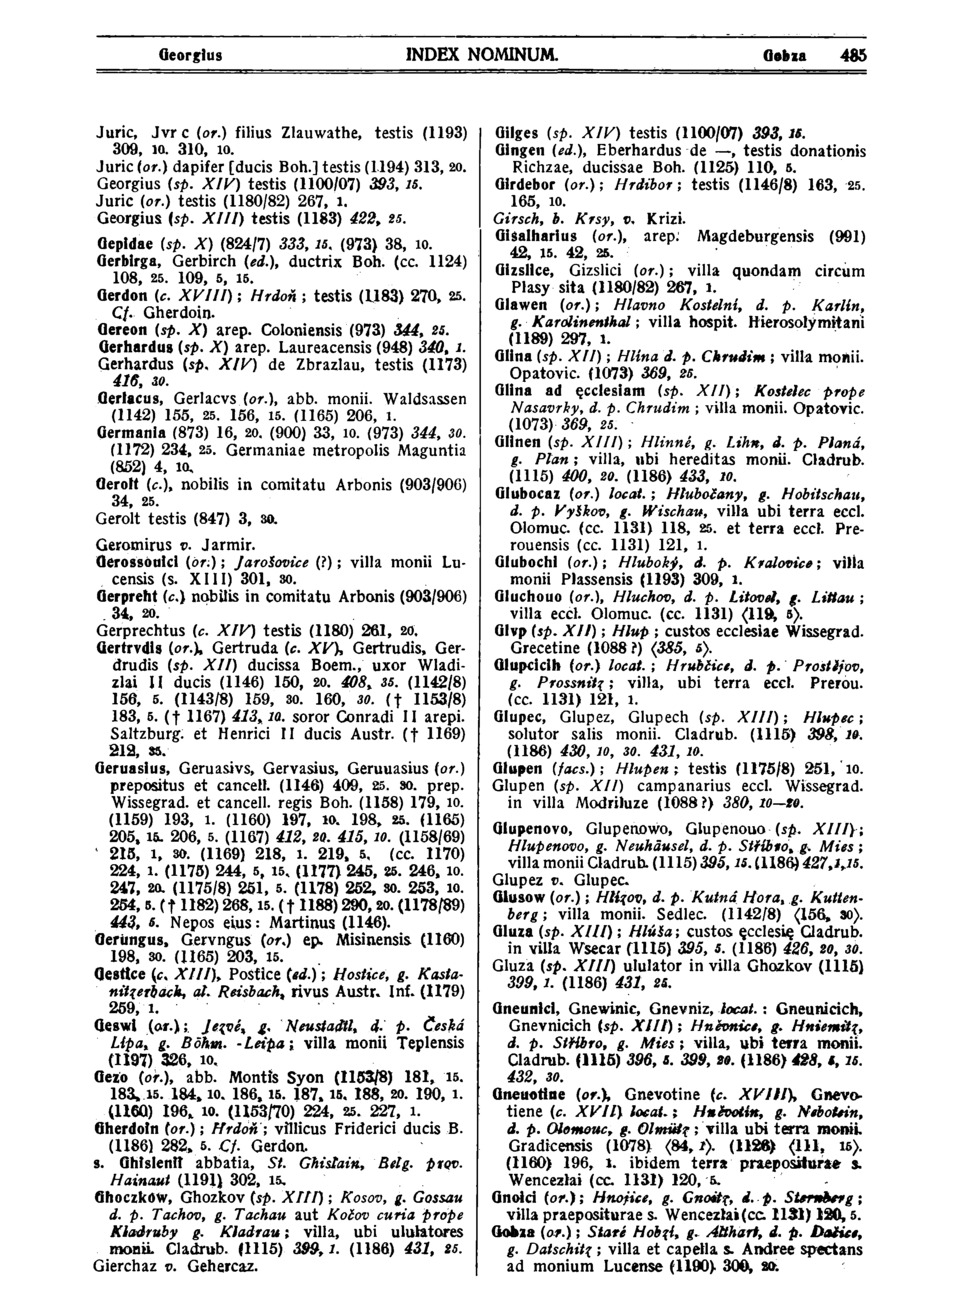 Georgius INDEX NOMINUM. Gobza 485
Juric, Jvr c (or.) filius Zlauwathe, testis (1193)
309, 10. 310, 10.
Juric (or.) dapifer [ducis Boh.] testis (1194) 313, 20.
Georgius (sp. XIV) testis (1100/07) 393, 15.
Juric (or.) testis (1180/82) 267, 1.
Georgius (sp. XIII) testis (1183) 422, 25.
Gepidae (sp. X) (824/7) 333, 15. (973) 38, 10.
Gerbirga, Gerbirch (ed.), ductrix Boh. (cc. 1124)
108, 25. 109, 5, 15.
Gerdon (c. XVIII); Hrdoň; testis (1183) 270, 25.
Cf. Gherdoin.
Gereon (sp. X) arep. Coloniensis (973) 344, 25.
Gerhardus (sp. X) arep. Laureacensis (948) 340, 1.
Gerhardus (sp. XIV) de Zbrazlau, testis (1173)
416, 30.
Gerlacus, Gerlacvs (or.), abb. monii. Waldsassen
(1142) 155, 25. 156, 15. (1165) 206, 1.
Germania (873) 16, 20. (900) 33, 10. (973) 344, 30.
(1172) 234, 25. Germaniae metropolis Maguntia
(852) 4, 10.
Gerolt (c.), nobilis in comitatu Arbonis (903/906)
34, 25.
Gerolt testis (847) 3, 30.
Geromirus v. Jarmir.
Gerossouici (or.); Jarošovice (?); villa monii Lu-
censis (s. XIII) 301, 30.
Gerpreht (c.) nobilis in comitatu Arbonis (903/906)
34, 20.
Gerprechtus (c. XIV) testis (1180) 261, 20.
Gertrvdis (or.), Gertruda (c. XV), Gertrudis, Ger-
drudis (sp. XII) ducissa Boem., uxor Wladi-
zlai II ducis (1146) 150, 20. 408, 35. (1142/8)
156, 5. (1143/8) 159, 30. 160, 30. († 1153/8)
183, 5. († 1167) 413, 10. soror Conradi II arepi.
Saltzburg. et Henrici II ducis Austr. († 1169)
212, 35.
Geruasius, Geruasivs, Gervasius, Geruuasius (or.)
prepositus et cancell. (1146) 409, 25. 30. prep.
Wissegrad. et cancell. regis Boh. (1158) 179, 10.
(1159) 193, 1. (1160) 197, 10. 198, 25. (1165)
205, 15. 206, 5. (1167) 412, 20. 415, 10. (1158/69)
215, 1, 30. (1169) 218, 1. 219, 5. (cc. 1170)
224, 1. (1175) 244, 5, 15. (1177) 245, 25. 246, 10.
247, 20. (1175/8) 251, 5. (1178) 252, 30. 253, 10.
254, 5. († 1182) 268, 15. († 1188) 290, 20. (1178/89)
443, 5. Nepos eius: Martinus (1146).
Gerungus, Gervngus (or.) ep. Misinensis (1160)
198, 30. (1165) 203, 15.
Gestice (c. XIII), Postice (ed.); Hostice, g. Kasta-
nitzerbach, al. Reisbach, rivus Austr. Inf. (1179)
259, 1.
Geswi (or.); Jezvé, g. Neustadtl, d. p. Česká
Lípa, g. Böhm. -Leipa; villa monii Teplensis
(1197) 326, 10.
Gezo (or.), abb. Montis Syon (1153/8) 181, 15.
183, 15. 184, 10. 186, 15. 187, 15. 188, 20. 190, 1.
(1160) 196, 10. (1153/70) 224, 25. 227, 1.
Gherdoin (or.); Hrdoň; villicus Friderici ducis B.
(1186) 282, 5. Cf. Gerdon.
s. Ghislenii abbatia, St. Ghislain, Belg. prov.
Hainaut (1191) 302, 15.
Ghoczkow, Ghozkov (sp. XIII); Kosov, g. Gossau
d. p. Tachov, g. Tachau aut Kočov curia prope
Kladruby g. Kladrau; villa, ubi ululatores
monii. Cladrub. (1115) 399, 1. (1186) 431, 25.
Gierchaz v. Gehercaz.
Gilges (sp. XIV) testis (1100/07) 393, 15.
Gingen (ed.), Eberhardus de —, testis donationis
Richzae, ducissae Boh. (1125) 110, 5.
Girdebor (or.); Hrdibor; testis (1146/8) 163, 25.
165, 10.
Girsch, b. Krsy, v. Krizi.
Gisalharius (or.), arep. Magdeburgensis (991)
42, 15. 42, 25.
Gizslice, Gizslici (or.); villa quondam circum
Plasy sita (1180/82) 267, 1.
Glawen (or.); Hlavno Kostelní, d. p. Karlín,
g. Karolinenthal; villa hospit. Hierosolymitani
(1189) 297, 1.
Glina (sp. XII); Hlína d. p. Chrudim; villa monii.
Opatovic. (1073) 369, 25.
Glina ad ęcclesiam (sp. XII); Kostelec prope
Nasavrky, d. p. Chrudim; villa monii. Opatovic.
(1073) 369, 25.
Glinen (sp. XIII); Hlinné, g. Lihn, d. p. Planá,
g. Plan; villa, ubi hereditas monii. Cladrub.
(1115) 400, 20. (1186) 433, 10.
Glubocaz (or.) locat.; Hlubočany, g. Hobitschau,
d. p. Vyškov, g. Wischau, villa ubi terra eccl.
Olomuc. (cc. 1131) 118, 25. et terra eccl. Pre-
rouensis (cc. 1131) 121, 1.
Glubochi (or.); Hluboký, d. p. Kralovice; villa
monii Plassensis (1193) 309, 1.
Gluchouo (or.), Hluchov, d. p. Litovel, g. Littau;
villa eccl. Olomuc. (cc. 1131) ⟨119, 5⟩.
Glvp (sp. XII); Hlup; custos ecclesiae Wissegrad.
Grecetine (1088 ?) ⟨385, 5⟩.
Glupcicih (or.) locat.; Hrubčice, d. p. Prostějov,
g. Prossnitz; villa, ubi terra eccl. Prerou.
(cc. 1131) 121, 1.
Glupec, Glupez, Glupech (sp. XIII); Hlupec;
solutor salis monii. Cladrub. (1115) 398, 10.
(1186) 430, 10, 30. 431, 10.
Glupen (facs.); Hlupen; testis (1175/8) 251, 10.
Glupen (sp. XII) campanarius eccl. Wissegrad.
in villa Modriluze (1088 ?) 380, 10—20.
Glupenovo, Glupenowo, Glupenouo (sp. XIII);
Hlupenovo, g. Neuhäusel, d. p. Stříbro, g. Mies;
villa monii Cladrub. (1115) 395, 15. (1186) 427, 1, 15.
Glupez v. Glupec.
Glusow (or.); Hlízov, d. p. Kutná Hora, g. Kutten-
berg; villa monii. Sedlec. (1142/8) ⟨156, 30⟩.
Gluza (sp. XIII); Hlúša; custos ęcclesię Cladrub.
in villa Wsecar (1115) 395, 5. (1186) 426, 20, 30.
Gluza (sp. XIII) ululator in villa Ghozkov (1115)
399, 1. (1186) 431, 25.
Gneunici, Gnewinic, Gnevniz, locat.: Gneunicich,
Gnevnicich (sp. XIII); Hněvnice, g. Hniemitz,
d. p. Stříbro, g. Mies; villa, ubi terra monii.
Cladrub. (1115) 396, 5. 399, 20. (1186) 428, 5, 15.
432, 30.
Gneuotine (or.), Gnevotine (c. XVIII), Gnevo-
tiene (c. XVII) locat.; Hněvotín, g. Nebotein,
d. p. Olomouc, g. Olmütz; villa ubi terra monii.
Gradicensis (1078) ⟨84, 1⟩. (1126) ⟨111, 15⟩.
(1160) 196, 1. ibidem terra praepositurae s.
Wencezlai (cc. 1131) 120, 5.
Gnoici (or.); Hnojice, g. Gnoitz, d. p. Sternberg;
villa praepositurae s. Wencezlai (cc. 1131) 120, 5.
Gobza (or.); Staré Hobzí, g. Althart, d. p. Dačice,
g. Datschitz; villa et capella s. Andree spectans
ad monium Lucense (1190) 300, 20.